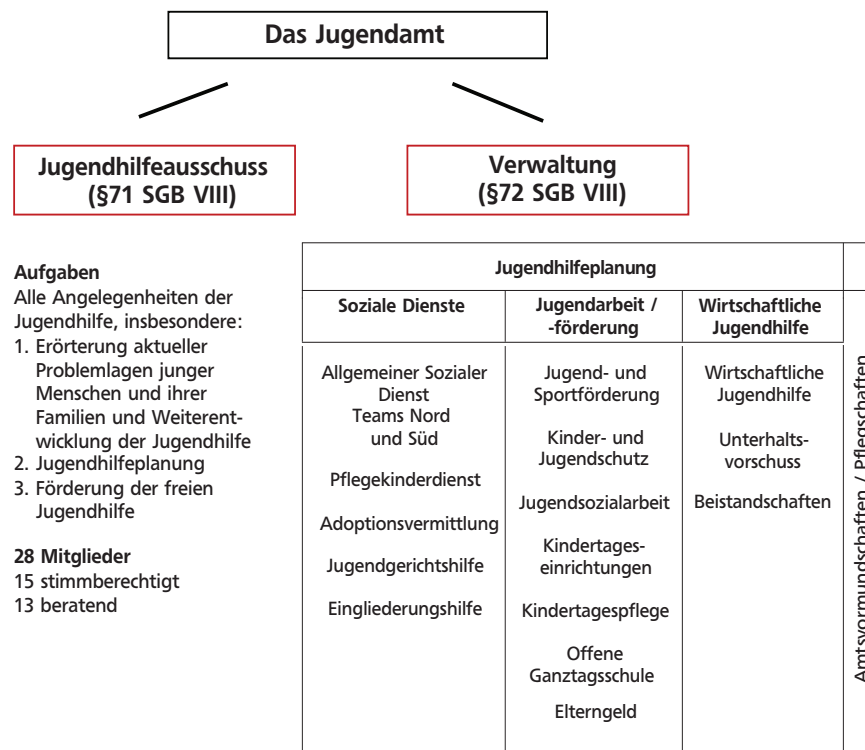 Das Jugendamt
Jugendhilfeausschuss
(§71 SGB VIII)
Verwaltung
(§72 SGB VIII)
Aufgaben
Alle Angelegenheiten der
Jugendhilfe, insbesondere:
1. Erörterung aktueller
Problemlagen junger
Menschen und ihrer
Familien und Weiterent-
wicklung der Jugendhilfe
2. Jugendhilfeplanung
3. Förderung der freien
Jugendhilfe
28 Mitglieder
15 stimmberechtigt
13 beratend
Jugendhilfeplanung
Soziale Dienste
Allgemeiner Sozialer
Dienst
Teams Nord
und Süd
Pflegekinderdienst
Adoptionsvermittlung
Jugendgerichtshilfe
Eingliederungshilfe
Jugendarbeit /
-förderung
Jugend- und
Sportförderung
Kinder- und
Jugendschutz
Jugendsozialarbeit
Kindertages-
einrichtungen
Kindertagespflege
Offene
Ganztagsschule
Elterngeld
Wirtschaftliche
Jugendhilfe
Wirtschaftliche
Jugendhilfe
Unterhalts-
vorschuss
Beistandschaften
Amtsvormundschaften / Pflegschaften